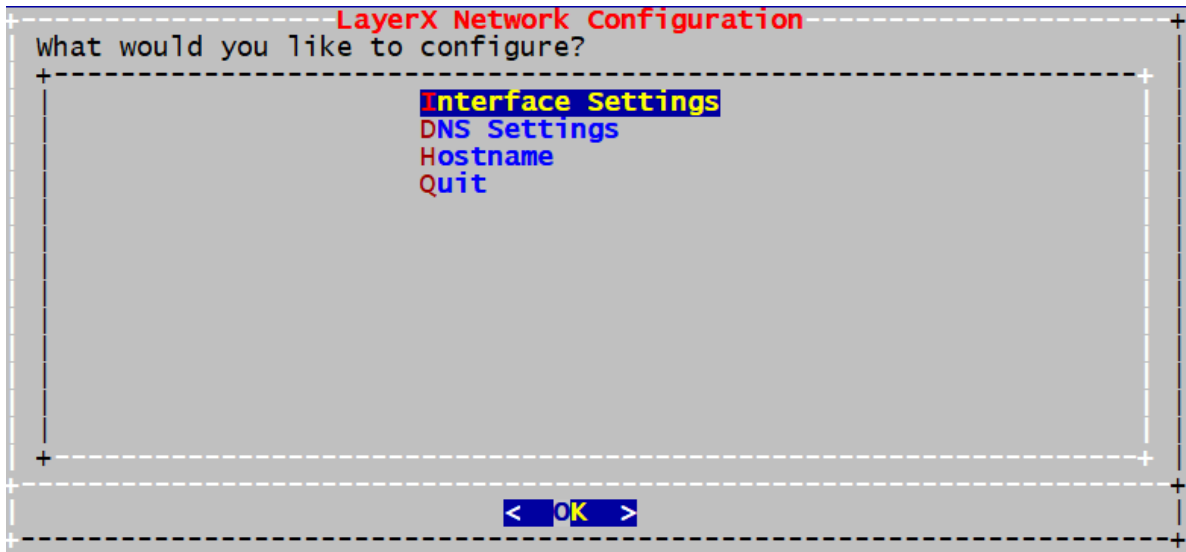 LayerX Network Configuration
What would you like to configure?
Interface Settings
DNS Settings
Hostname
Quit
< OK >